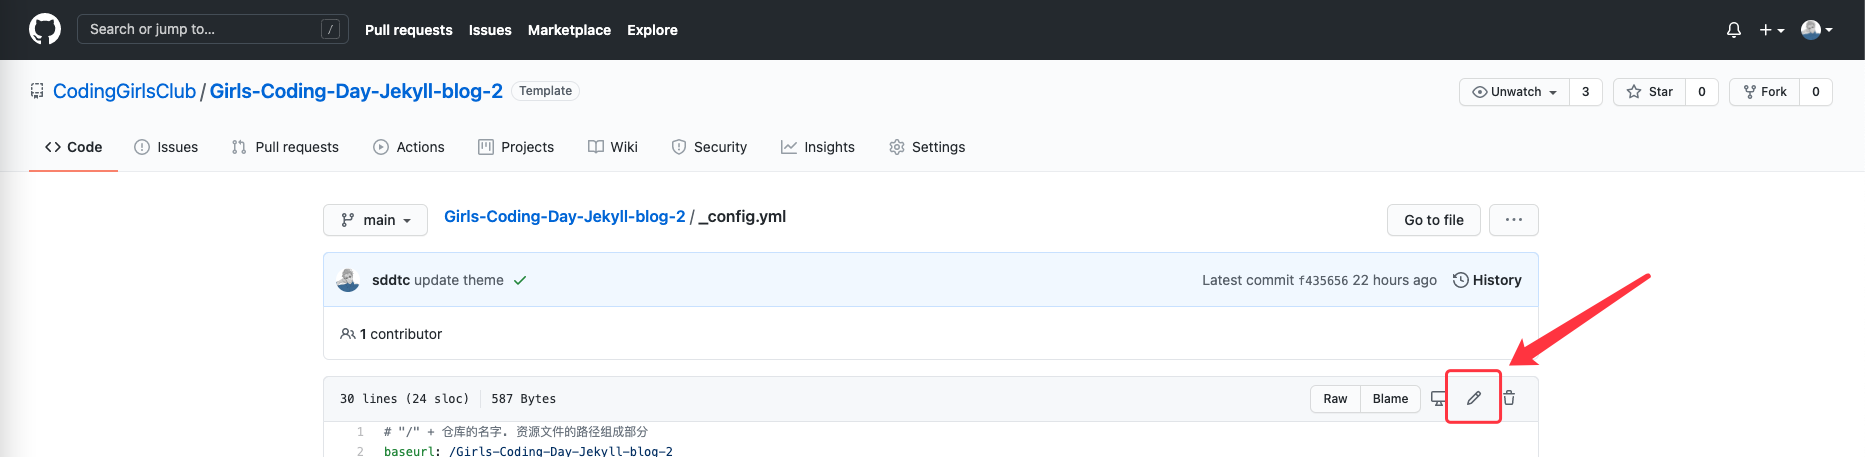 Search or jump to... / Pull requests Issues Marketplace Explore
CodingGirlsClub / Girls-Coding-Day-Jekyll-blog-2 Template Unwatch 3 Star 0 Fork 0
Code Issues Pull requests Actions Projects Wiki Security Insights Settings
main Girls-Coding-Day-Jekyll-blog-2 / _config.yml Go to file ...
sddtc update theme Latest commit f435656 22 hours ago History
1 contributor
30 lines (24 sloc) 587 Bytes Raw Blame
1 # "/" + 仓库的名字. 资源文件的路径组成部分
2 baseurl: /Girls-Coding-Day-Jekyll-blog-2